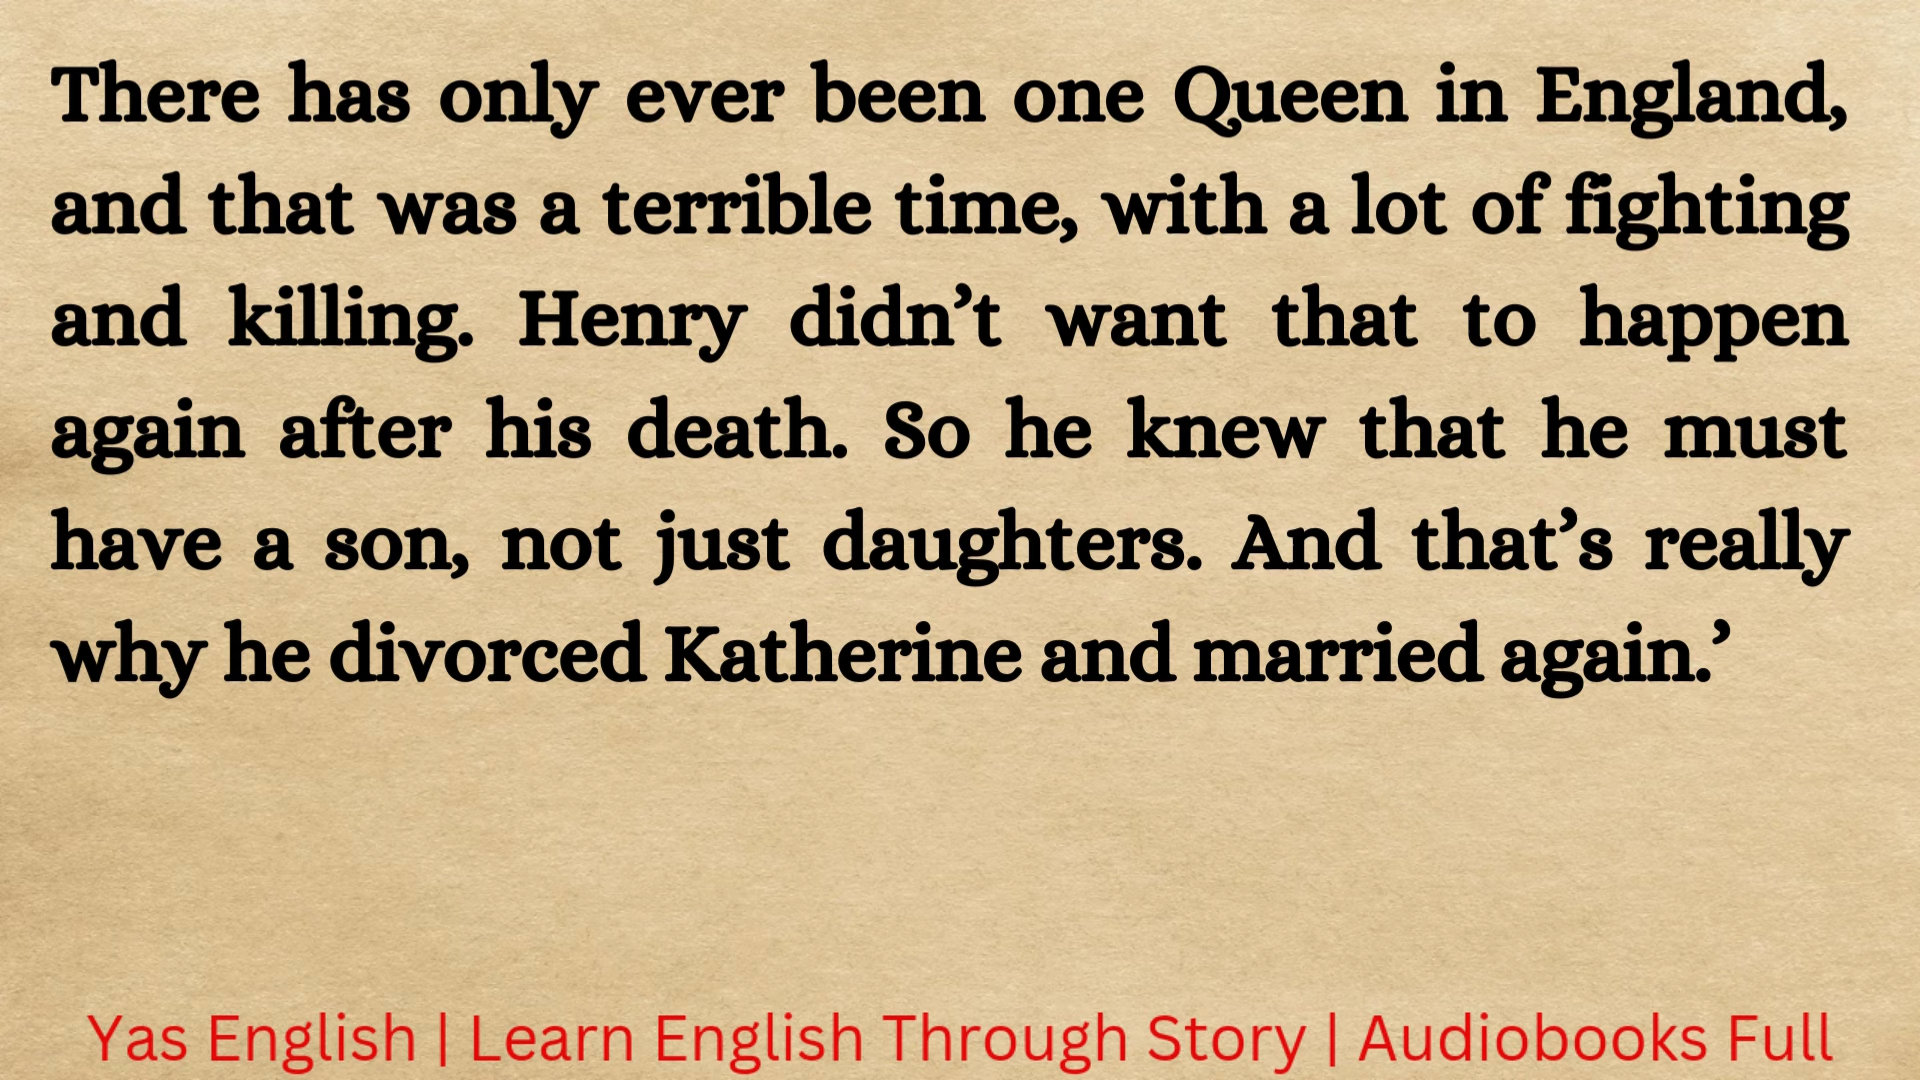 There has only ever been one Queen in England,
and that was a terrible time, with a lot of fighting
and killing. Henry didn’t want that to happen
again after his death. So he knew that he must
have a son, not just daughters. And that’s really
why he divorced Katherine and married again.’
Yas English | Learn English Through Story | Audiobooks Full